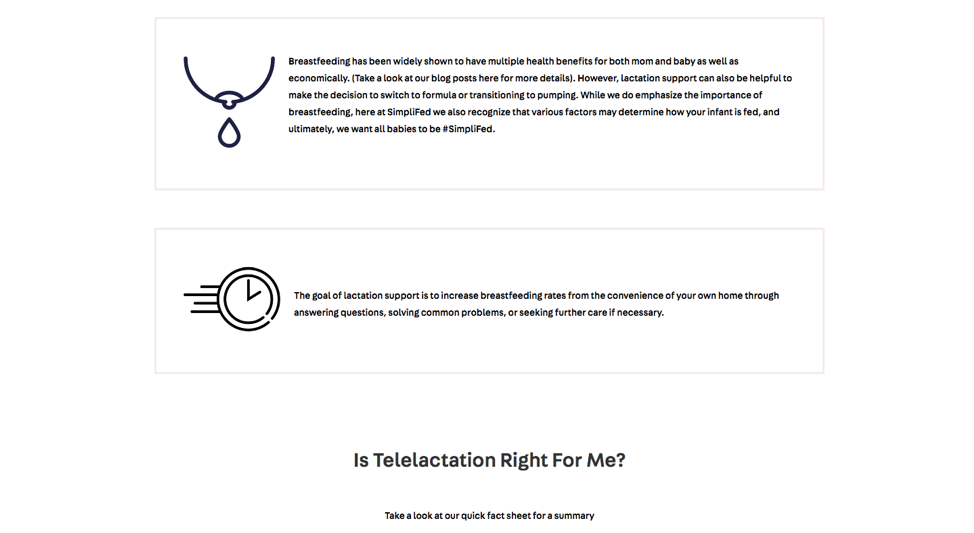 Breastfeeding has been widely shown to have multiple health benefits for both mom and baby as well as
economically. (Take a look at our blog posts here for more details). However, lactation support can also be helpful to
make the decision to switch to formula or transitioning to pumping. While we do emphasize the importance of
breastfeeding, here at SimpliFed we also recognize that various factors may determine how your infant is fed, and
ultimately, we want all babies to be #SimpliFed.
The goal of lactation support is to increase breastfeeding rates from the convenience of your own home through
answering questions, solving common problems, or seeking further care if necessary.
Is Telelactation Right For Me?
Take a look at our quick fact sheet for a summary